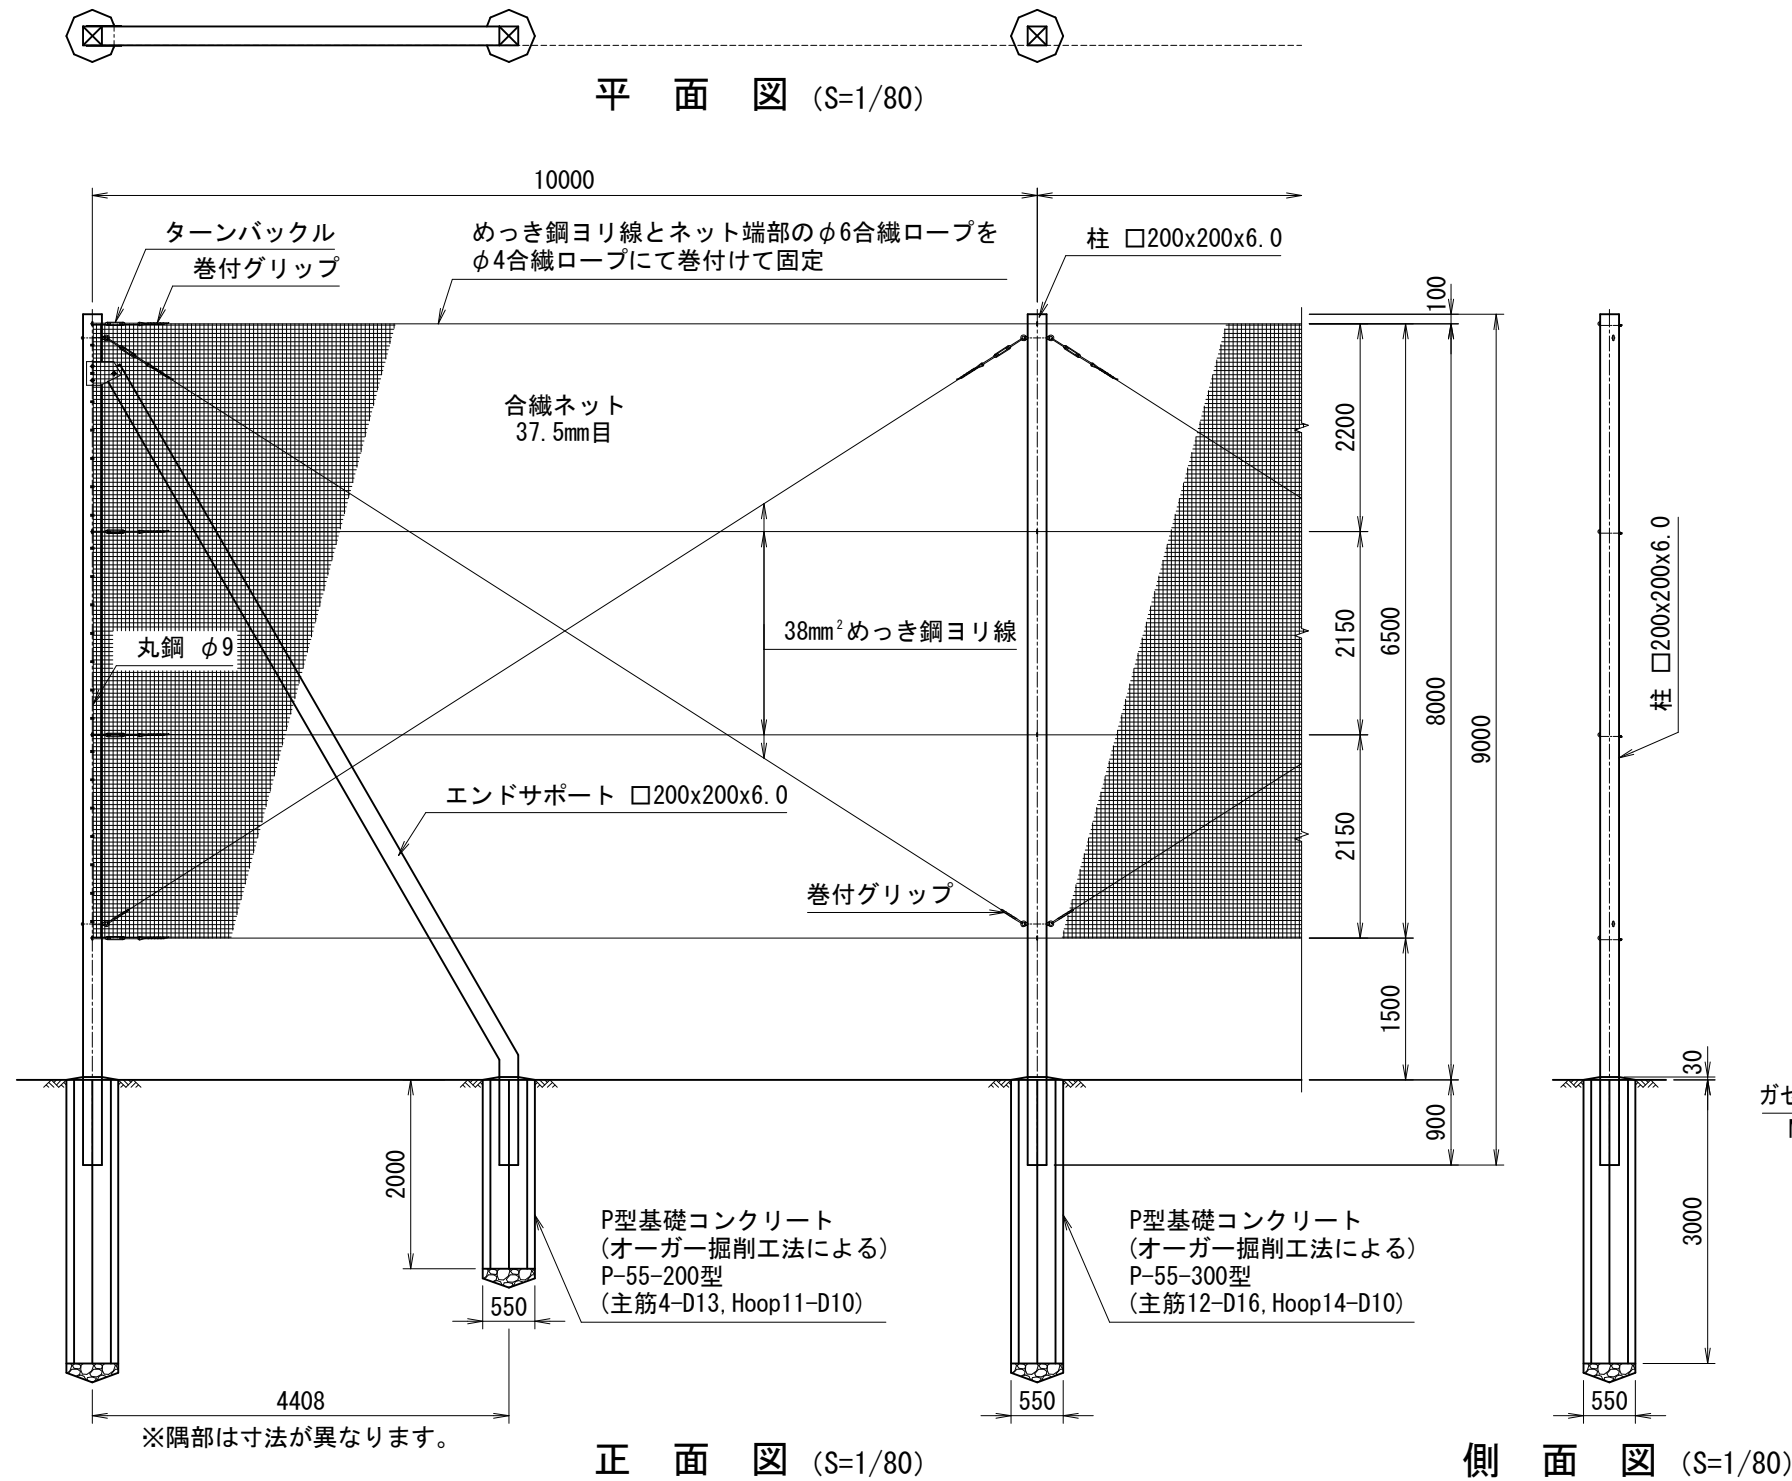 平 面 図 (S=1/80)
10000
ターンバックル
巻付グリップ
めっき鋼ヨリ線とネット端部のφ6合繊ロープを
φ4合繊ロープにて巻付けて固定
柱 □200x200x6.0
100
合繊ネット
37.5mm目
2200
丸鋼 φ9
38mm²めっき鋼ヨリ線
2150
6500
8000
9000
柱 □200x200x6.0
エンドサポート □200x200x6.0
2150
巻付グリップ
1500
30
ガセ
900
2000
3000
P型基礎コンクリート
(オーガー掘削工法による)
P-55-200型
(主筋4-D13,Hoop11-D10)
P型基礎コンクリート
(オーガー掘削工法による)
P-55-300型
(主筋12-D16,Hoop14-D10)
550
4408
550
550
※隅部は寸法が異なります。
正 面 図 (S=1/80)
側 面 図 (S=1/80)